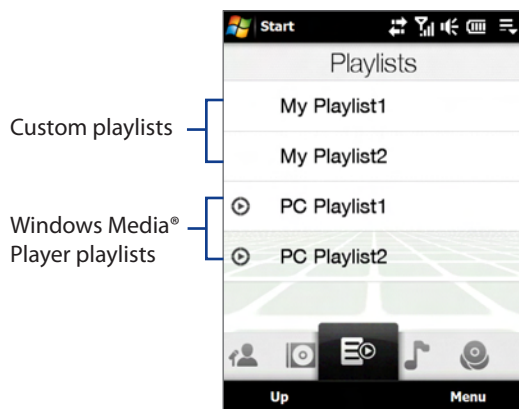 Start
Playlists
Custom playlists
My Playlist1
My Playlist2
Windows Media®
Player playlists
PC Playlist1
PC Playlist2
Up
Menu